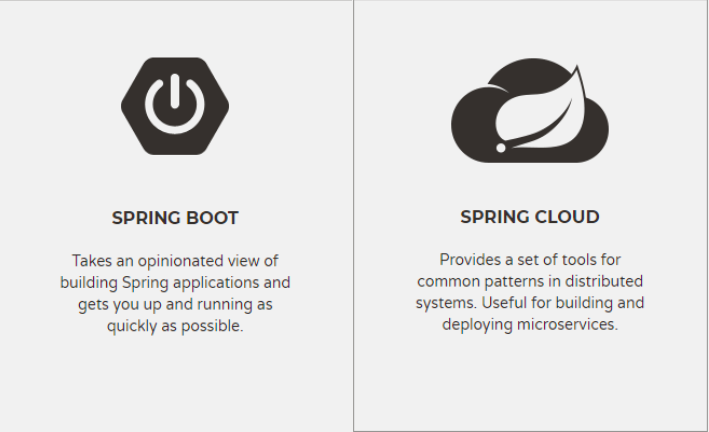 SPRING BOOT
Takes an opinionated view of
building Spring applications and
gets you up and running as
quickly as possible.
SPRING CLOUD
Provides a set of tools for
common patterns in distributed
systems. Useful for building and
deploying microservices.